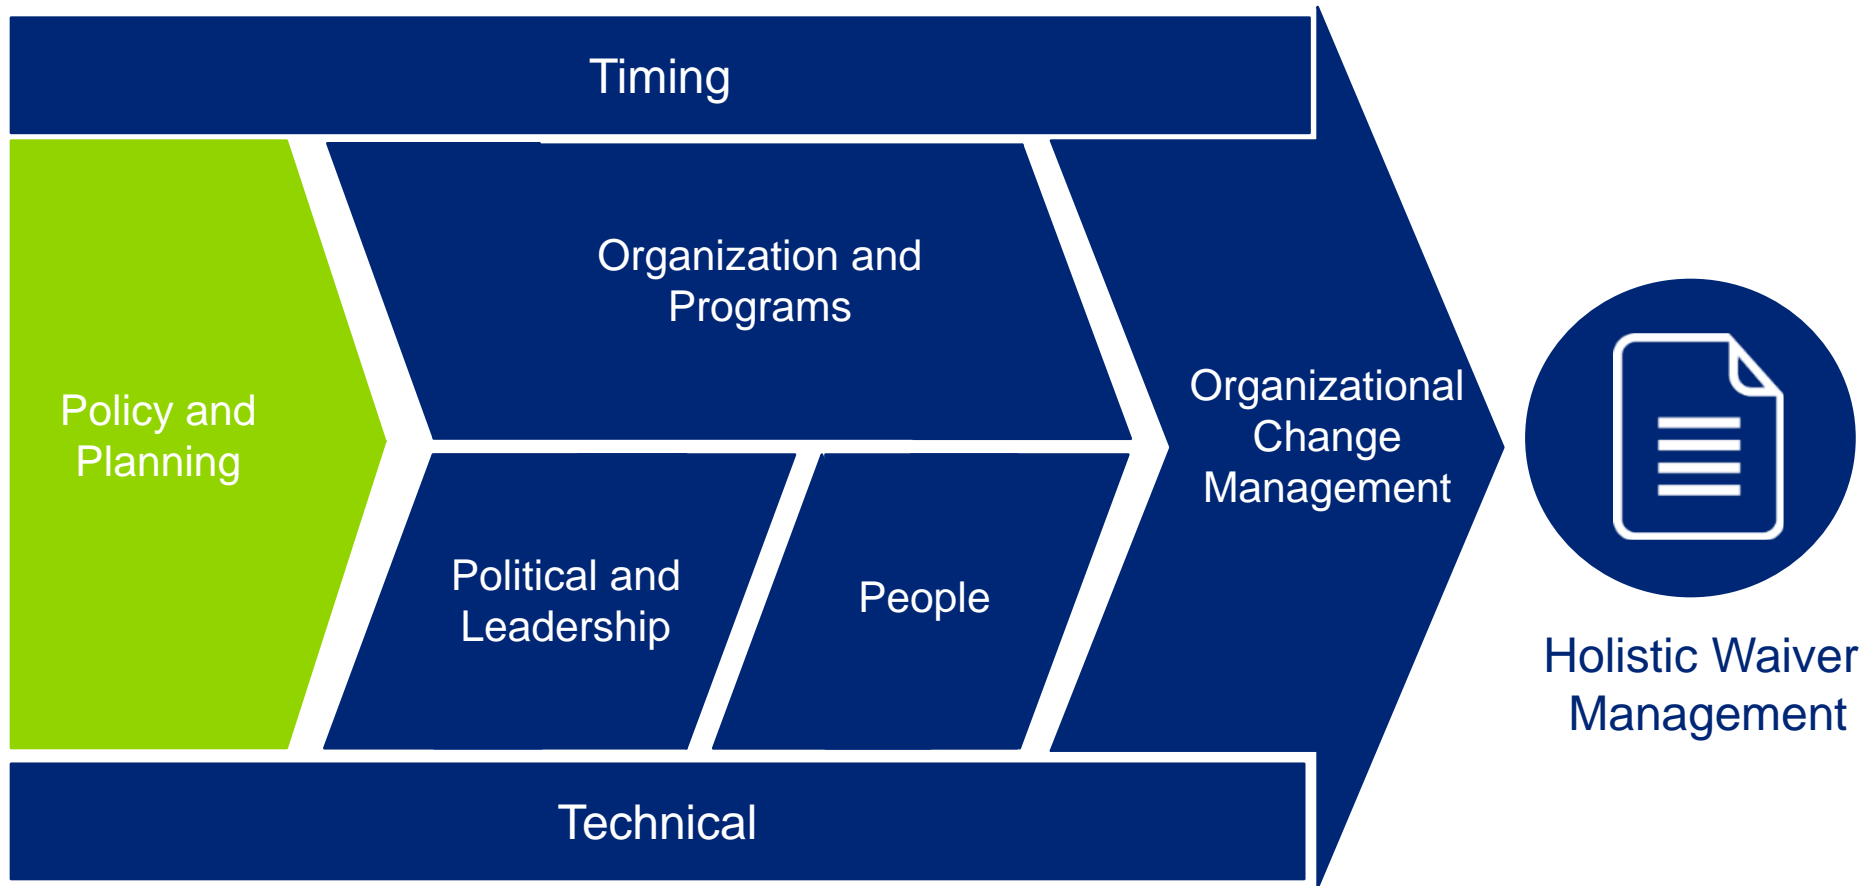 Timing
Policy and
Planning
Organization and
Programs
Political and
Leadership
People
Organizational
Change
Management
Technical
Holistic Waiver
Management